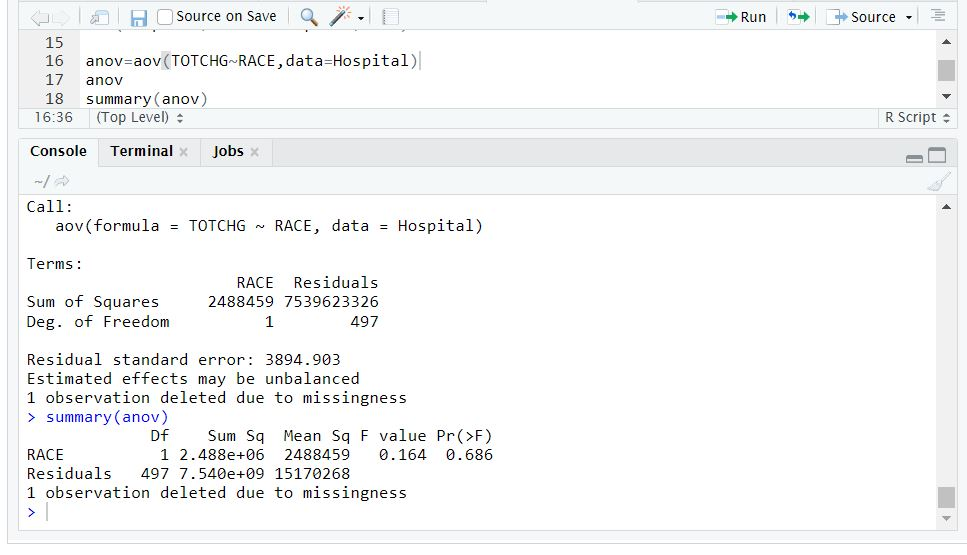 Source on Save Run Source
15
16 anov=aov(TOTCHG~RACE,data=Hospital)
17 anov
18 summary(anov)
16:36 (Top Level) R Script
Console Terminal Jobs
~/
Call:
   aov(formula = TOTCHG ~ RACE, data = Hospital)

Terms:
                      RACE  Residuals
Sum of Squares     2488459 7539623326
Deg. of Freedom          1        497

Residual standard error: 3894.903
Estimated effects may be unbalanced
1 observation deleted due to missingness
> summary(anov)
             Df    Sum Sq  Mean Sq F value Pr(>F)
RACE          1 2.488e+06  2488459   0.164  0.686
Residuals   497 7.540e+09 15170268
1 observation deleted due to missingness
>